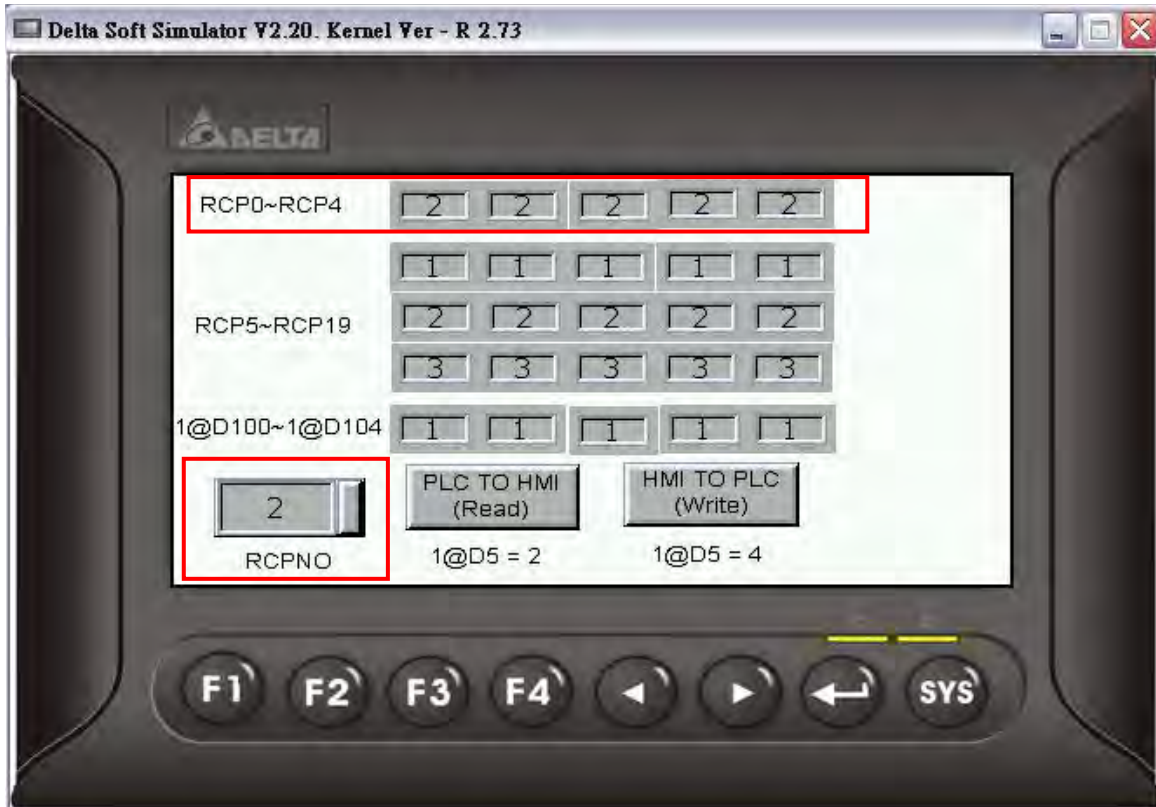 Delta Soft Simulator V2.20. Kernel Ver - R 2.73
DELTA
RCP0~RCP4 2 2 2 2 2
1 1 1 1 1
RCP5~RCP19 2 2 2 2 2
3 3 3 3 3
1@D100~1@D104 1 1 1 1 1
2
RCPNO
PLC TO HMI
(Read)
1@D5 = 2
HMI TO PLC
(Write)
1@D5 = 4
F1 F2 F3 F4 SYS